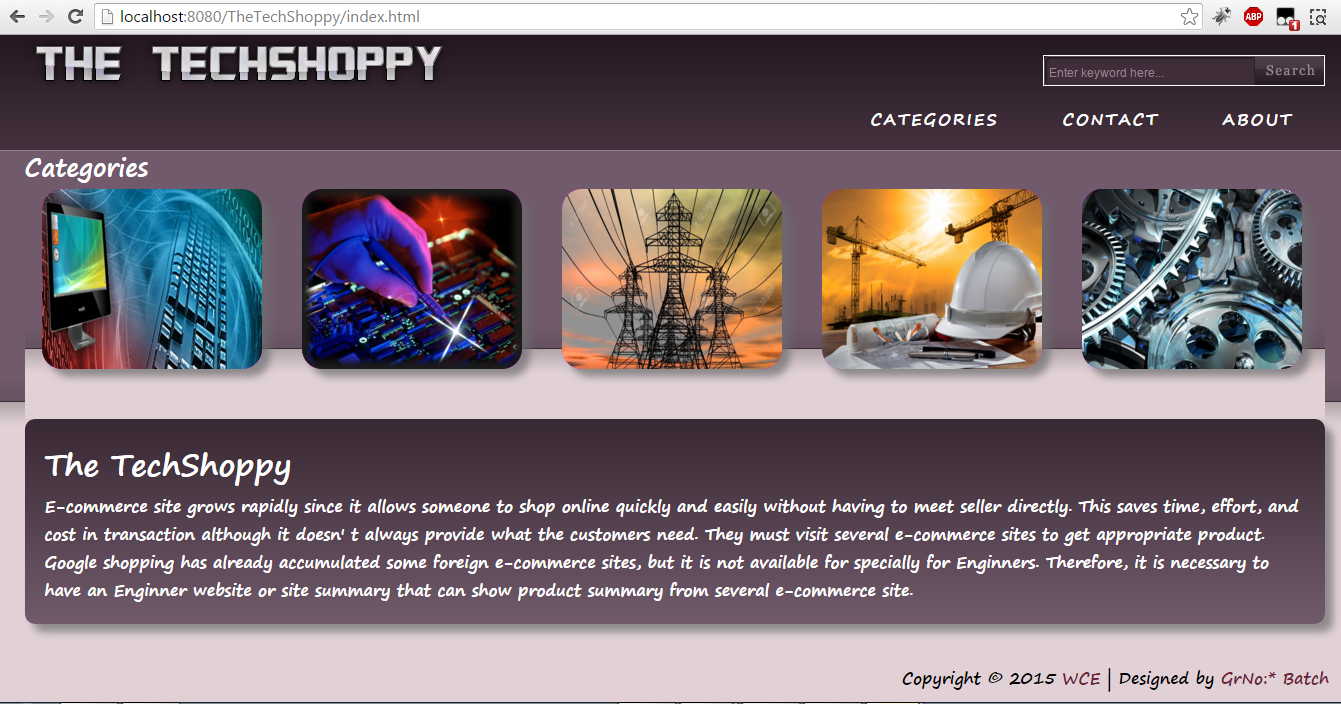 localhost:8080/TheTechShoppy/index.html
ABP
1
THE TECHSHOPPY
Enter keyword here... Search
CATEGORIES CONTACT ABOUT
Categories
The TechShoppy
E-commerce site grows rapidly since it allows someone to shop online quickly and easily without having to meet seller directly. This saves time, effort, and
cost in transaction although it doesn' t always provide what the customers need. They must visit several e-commerce sites to get appropriate product.
Google shopping has already accumulated some foreign e-commerce sites, but it is not available for specially for Enginners. Therefore, it is necessary to
have an Enginner website or site summary that can show product summary from several e-commerce site.
Copyright © 2015 WCE | Designed by GrNo:* Batch